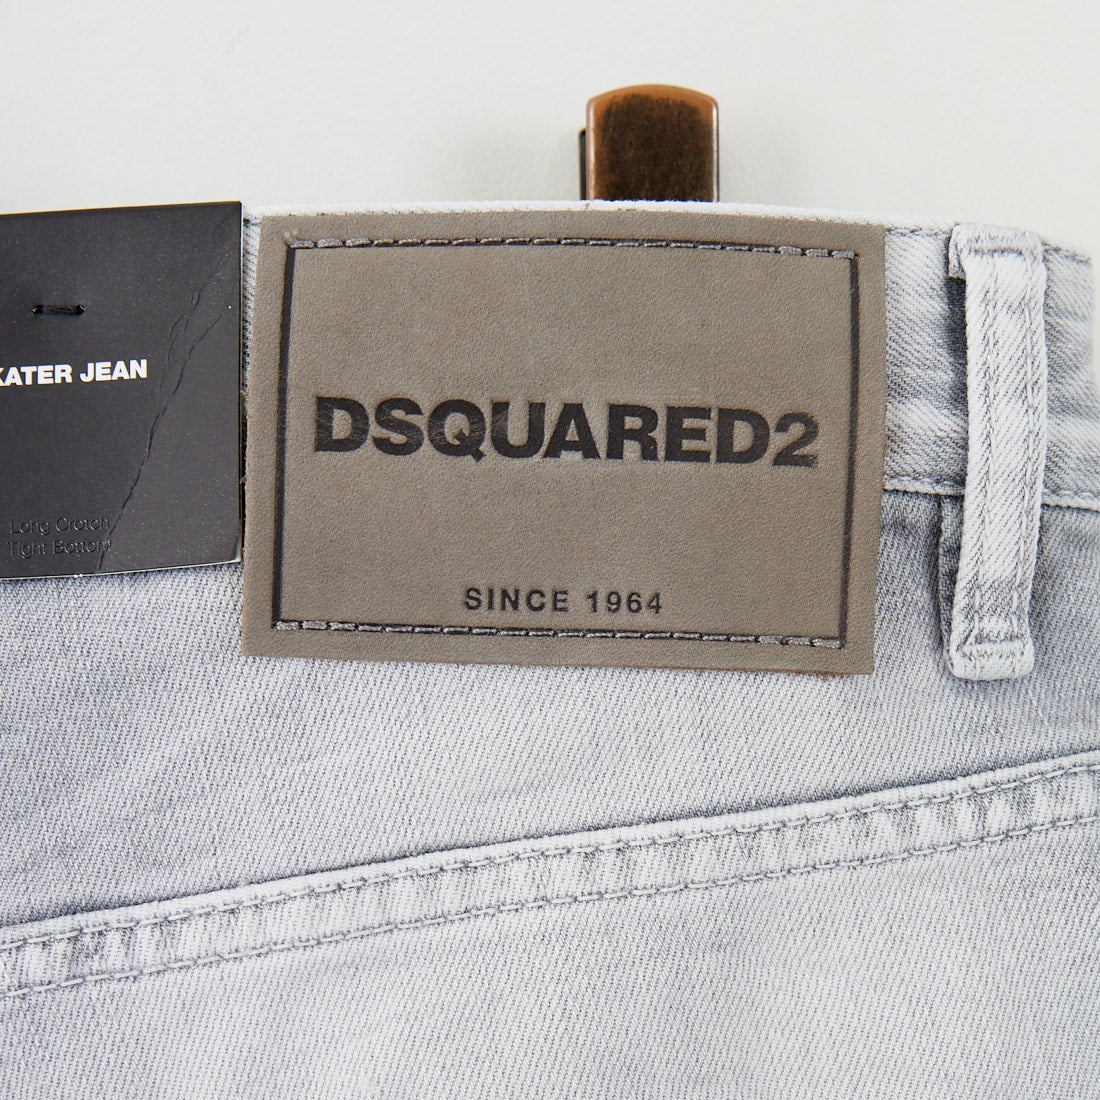 KATER JEAN
Long Crotch
Tight Bottom
DSQUARED2
SINCE 1964